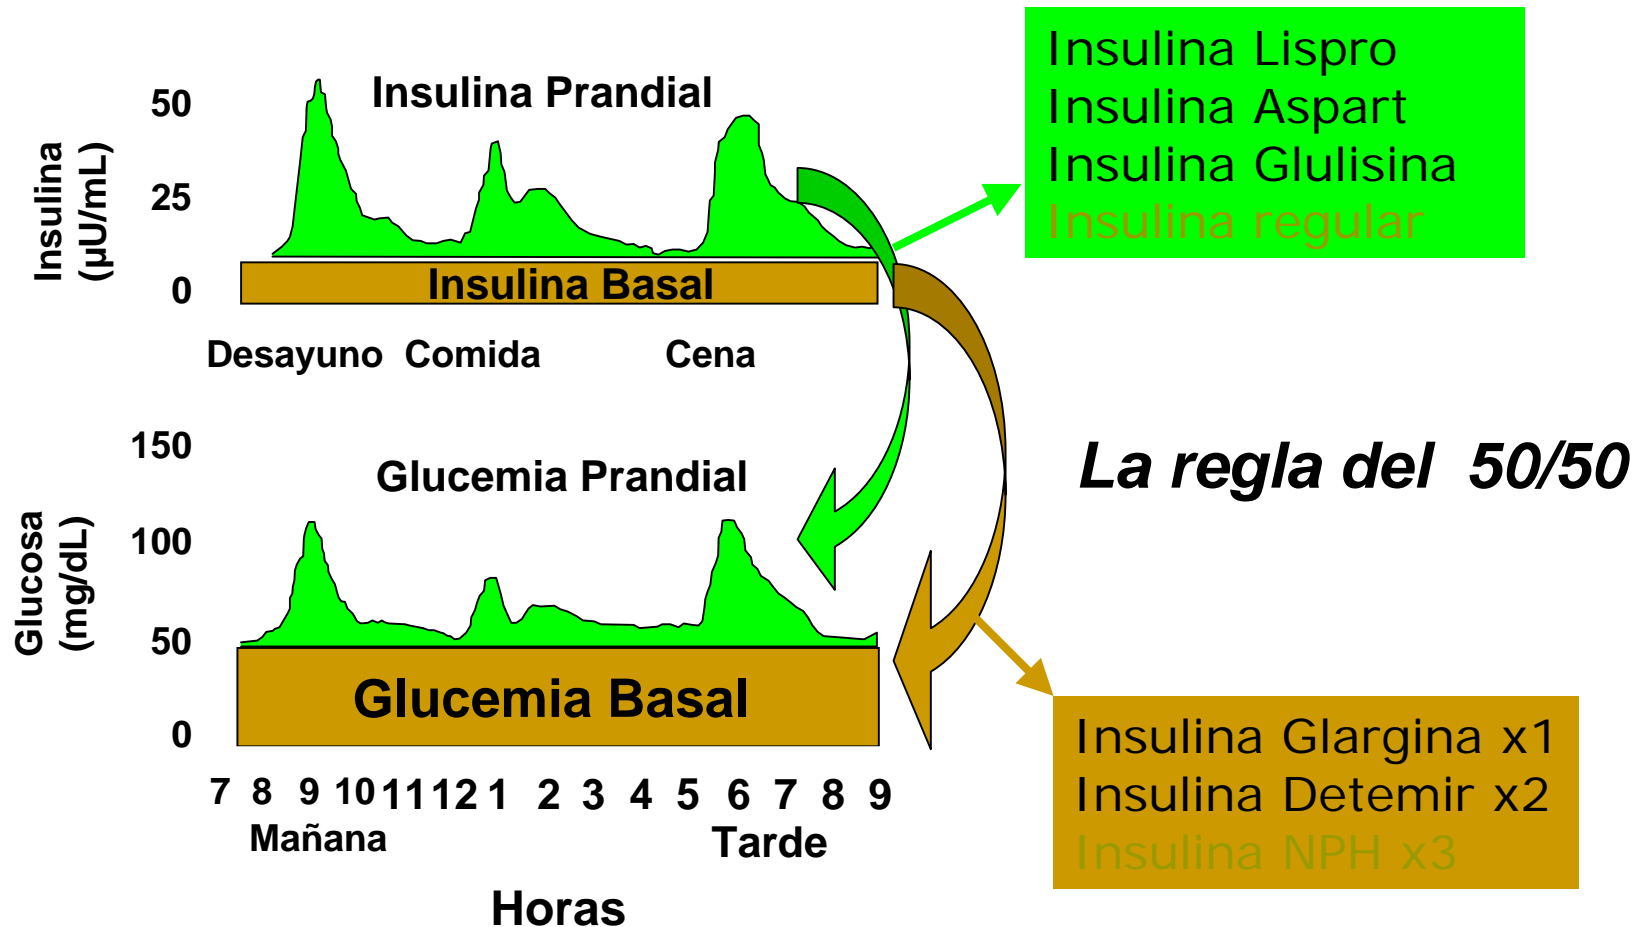 Insulina Lispro
Insulina Aspart
Insulina Glulisina
Insulina regular
Insulina Prandial
50
25
0
Insulina
(µU/mL)
Insulina Basal
Desayuno Comida Cena
La regla del 50/50
150
100
50
0
Glucosa
(mg/dL)
Glucemia Prandial
Glucemia Basal
7 8 9 10 11 12 1 2 3 4 5 6 7 8 9
Mañana Tarde
Horas
Insulina Glargina x1
Insulina Detemir x2
Insulina NPH x3